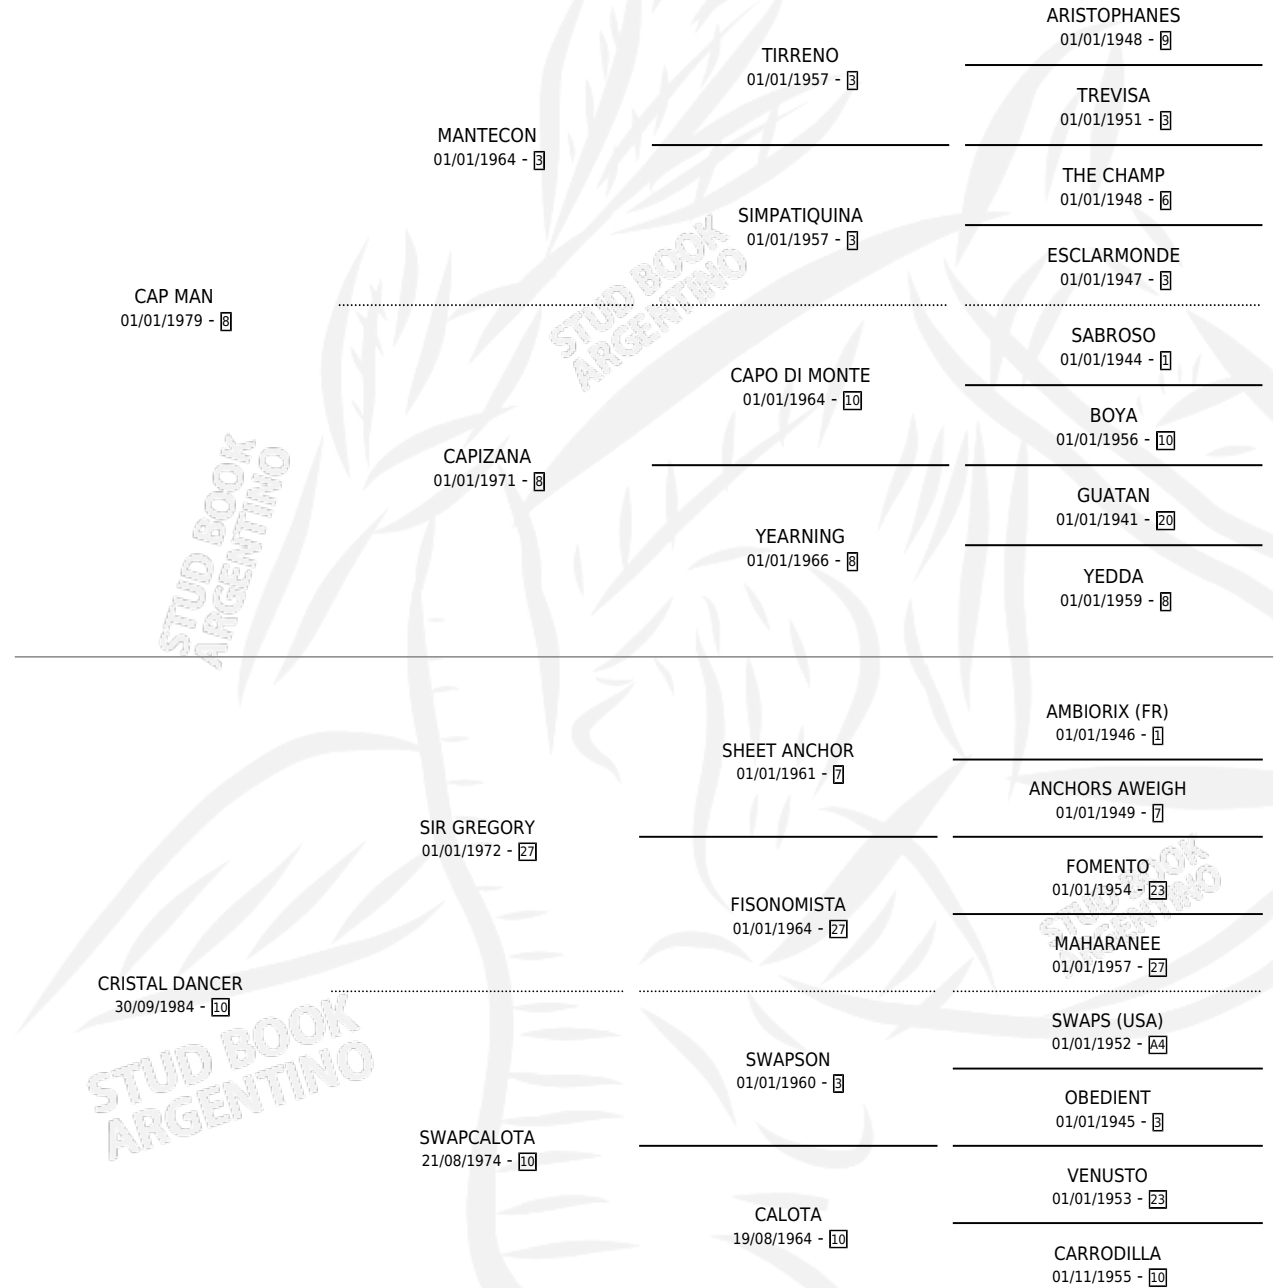 ARISTOPHANES
01/01/1948 - 9
TIRRENO
01/01/1957 - 3
TREVISA
01/01/1951 - 3
MANTECON
01/01/1964 - 3
THE CHAMP
01/01/1948 - 6
SIMPATIQUINA
01/01/1957 - 3
ESCLARMONDE
01/01/1947 - 3
CAP MAN
01/01/1979 - 8
SABROSO
01/01/1944 - 1
CAPO DI MONTE
01/01/1964 - 10
BOYA
01/01/1956 - 10
CAPIZANA
01/01/1971 - 8
GUATAN
01/01/1941 - 20
YEARNING
01/01/1966 - 8
YEDDA
01/01/1959 - 8
AMBIORIX (FR)
01/01/1946 - 1
SHEET ANCHOR
01/01/1961 - 7
ANCHORS AWEIGH
01/01/1949 - 7
SIR GREGORY
01/01/1972 - 27
FOMENTO
01/01/1954 - 23
FISONOMISTA
01/01/1964 - 27
MAHARANEE
01/01/1957 - 27
CRISTAL DANCER
30/09/1984 - 10
SWAPS (USA)
01/01/1952 - A4
SWAPSON
01/01/1960 - 3
OBEDIENT
01/01/1945 - 3
SWAPCALOTA
21/08/1974 - 10
VENUSTO
01/01/1953 - 23
CALOTA
19/08/1964 - 10
CARRODILLA
01/11/1955 - 10
STUD BOOK
ARGENTINO
STUD BOOK
ARGENTINO
STUD BOOK
ARGENTINO
STUD BOOK
ARGENTINO